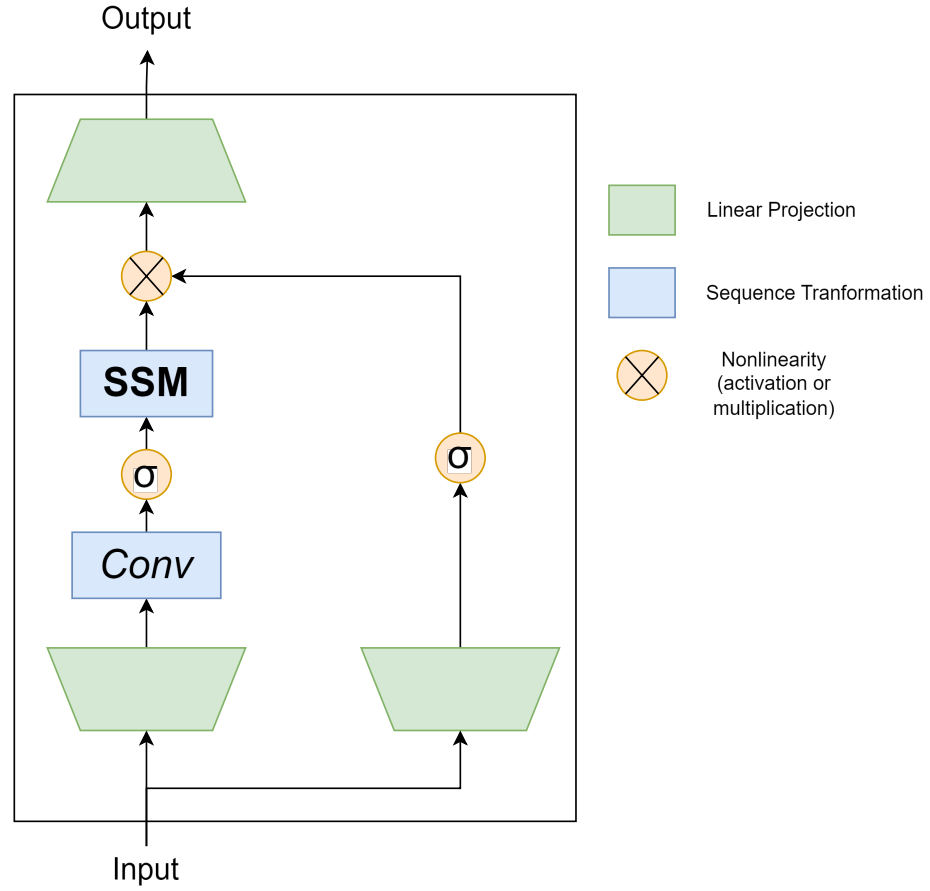 Output
Linear Projection
Sequence Tranformation
Nonlinearity
(activation or
multiplication)
SSM
σ
σ
Conv
Input